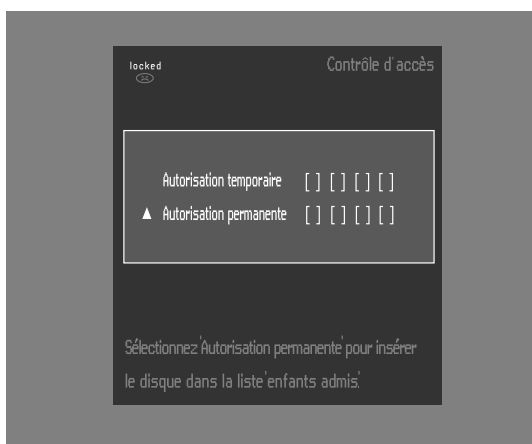 locked
Contrôle d'accès
Autorisation temporaire [ ] [ ] [ ] [ ]
▲ Autorisation permanente [ ] [ ] [ ] [ ]
Sélectionnez 'Autorisation permanente' pour insérer
le disque dans la liste 'enfants admis'.